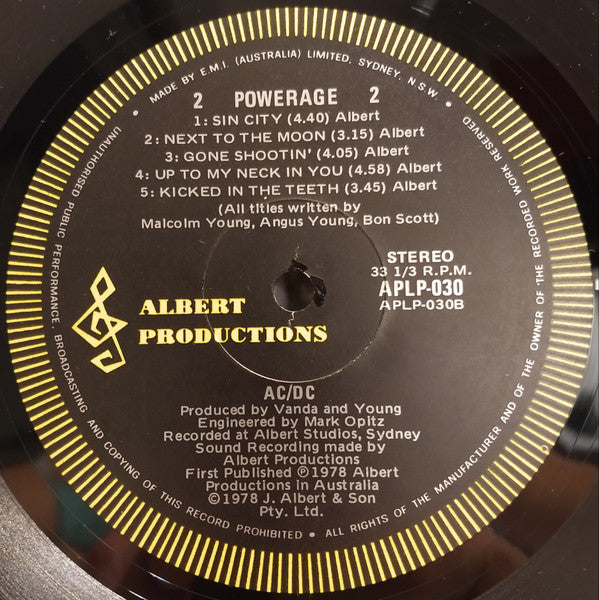 • MADE BY E.M.I. (AUSTRALIA) LIMITED. SYDNEY, N.S.W. •
UNAUTHORISED PUBLIC PERFORMANCE. BROADCASTING AND COPYING OF THIS RECORD PROHIBITED • ALL RIGHTS OF THE MANUFACTURER AND OF THE OWNER OF THE RECORDED WORK RESERVED
2 POWERAGE 2
1: SIN CITY (4.40) Albert
2: NEXT TO THE MOON (3.15) Albert
3: GONE SHOOTIN' (4.05) Albert
4: UP TO MY NECK IN YOU (4.58) Albert
5: KICKED IN THE TEETH (3.45) Albert
(All titles written by
Malcolm Young, Angus Young, Bon Scott)
STEREO
33 1/3 R.P.M.
APLP-030
APLP-030B
ALBERT
PRODUCTIONS
AC/DC
Produced by Vanda and Young
Engineered by Mark Opitz
Recorded at Albert Studios, Sydney
Sound Recording made by
Albert Productions
First Published ℗1978 Albert
Productions in Australia
©1978 J. Albert & Son
Pty. Ltd.